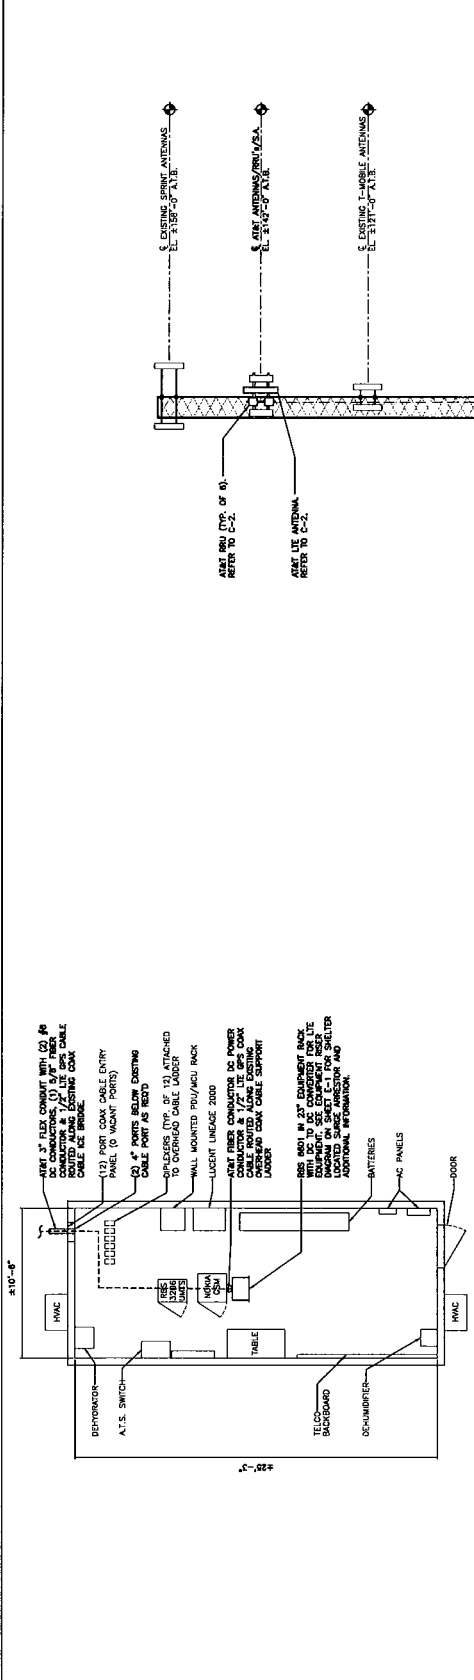 ℄ EXISTING SPRINT ANTENNAS
EL. ±158'-0" A.T.B.
℄ AT&T ANTENNAS/RRU's/S.A.
EL. ±142'-0" A.T.B.
℄ EXISTING T-MOBILE ANTENNAS
EL. ±121'-0" A.T.B.
AT&T RRU (TYP. OF 6).
REFER TO C-2.
AT&T LTE ANTENNA.
REFER TO C-2.
AT&T 3" FLEX CONDUIT WITH (2) #8
DC CONDUCTORS, (1) 5/8" FIBER
CONDUCTOR & 1/2" LTE GPS CABLE
ROUTED ALONG EXISTING COAX
CABLE ICE BRIDGE.
(12) PORT COAX CABLE ENTRY
PANEL (0 VACANT PORTS)
(2) 4" PORTS BELOW EXISTING
CABLE PORT AS REQ'D
DIPLEXERS (TYP. OF 12) ATTACHED
TO OVERHEAD CABLE LADDER
WALL MOUNTED PDU/MCU RACK
LUCENT LINEAGE 2000
AT&T FIBER CONDUCTOR DC POWER
CONDUCTOR & 1/2" LTE GPS COAX
CABLE ROUTED ALONG EXISTING
OVERHEAD COAX CABLE SUPPORT
LADDER
RBS 6601 IN 23" EQUIPMENT RACK
WITH DC TO DC CONVERTER FOR LTE
EQUIPMENT. SEE EQUIPMENT RISER
DIAGRAM ON SHEET E-1 FOR SHELTER
LOCATED SURGE ARRESTOR AND
ADDITIONAL INFORMATION.
BATTERIES
AC PANELS
DOOR
±10'-6"
HVAC
HVAC
RBS
3206
UNITS
NOKIA
GSM
TABLE
DEHYDRATOR
A.T.S. SWITCH
TELCO
BACKBOARD
DEHUMIDIFIER
±25'-3"